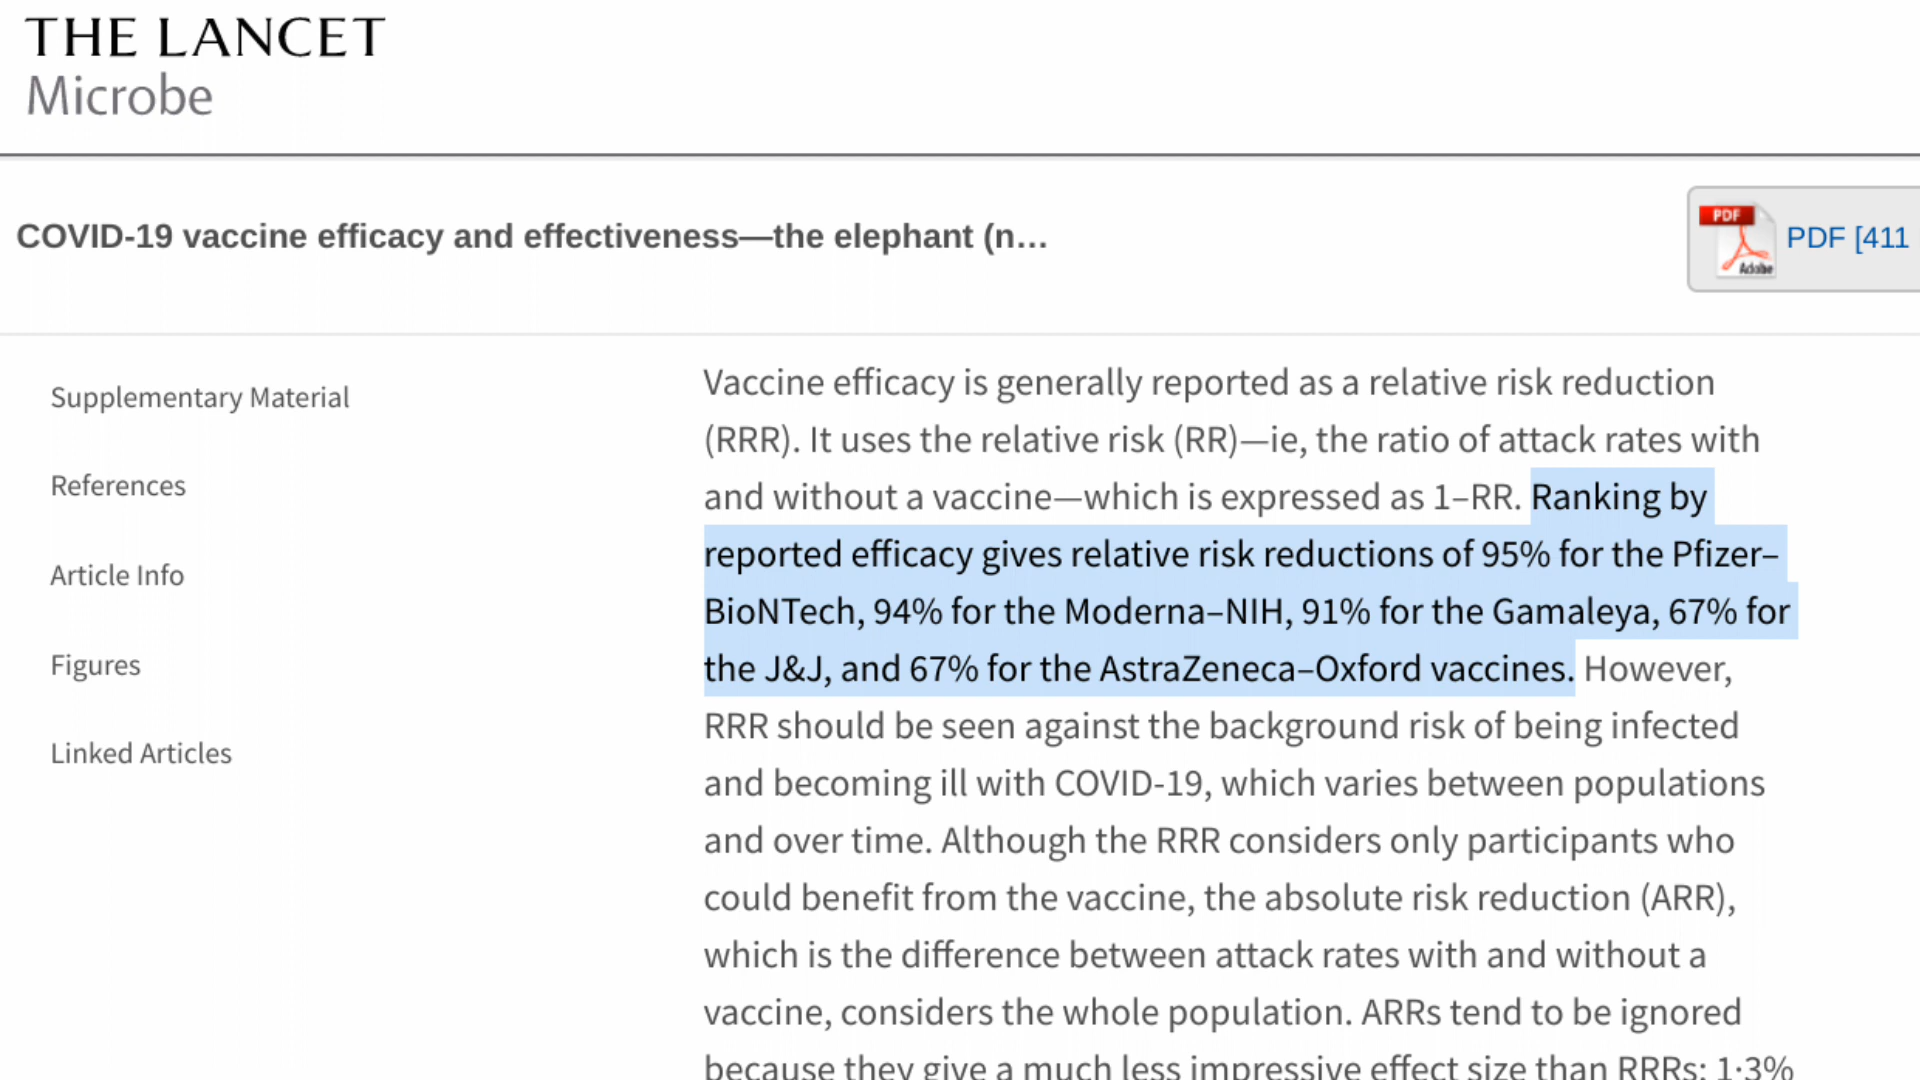 THE LANCET
Microbe
COVID-19 vaccine efficacy and effectiveness—the elephant (n...
PDF
Adobe
PDF [411
Supplementary Material
References
Article Info
Figures
Linked Articles
Vaccine efficacy is generally reported as a relative risk reduction
(RRR). It uses the relative risk (RR)—ie, the ratio of attack rates with
and without a vaccine—which is expressed as 1–RR. Ranking by
reported efficacy gives relative risk reductions of 95% for the Pfizer–
BioNTech, 94% for the Moderna–NIH, 91% for the Gamaleya, 67% for
the J&J, and 67% for the AstraZeneca–Oxford vaccines. However,
RRR should be seen against the background risk of being infected
and becoming ill with COVID-19, which varies between populations
and over time. Although the RRR considers only participants who
could benefit from the vaccine, the absolute risk reduction (ARR),
which is the difference between attack rates with and without a
vaccine, considers the whole population. ARRs tend to be ignored
because they give a much less impressive effect size than RRRs: 1·3%